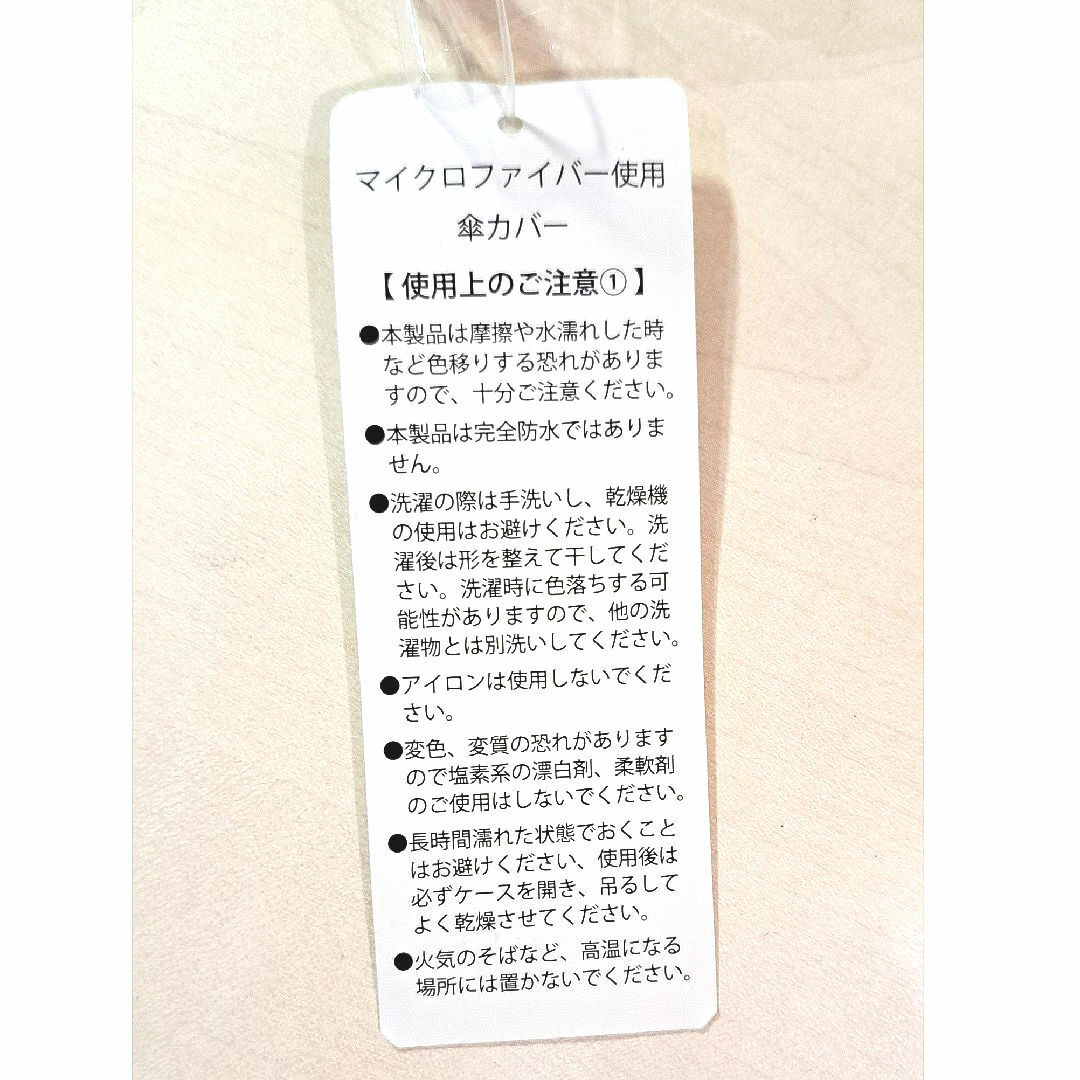 マイクロファイバー使用
傘カバー
【使用上のご注意①】
●本製品は摩擦や水濡れした時
など色移りする恐れがありま
すので、十分ご注意ください。
●本製品は完全防水ではありま
せん。
●洗濯の際は手洗いし、乾燥機
の使用はお避けください。洗
濯後は形を整えて干してくだ
さい。洗濯時に色落ちする可
能性がありますので、他の洗
濯物とは別洗いしてください。
●アイロンは使用しないでくだ
さい。
●変色、変質の恐れがあります
ので塩素系の漂白剤、柔軟剤
のご使用はしないでください。
●長時間濡れた状態でおくこと
はお避けください、使用後は
必ずケースを開き、吊るして
よく乾燥させてください。
●火気のそばなど、高温になる
場所には置かないでください。